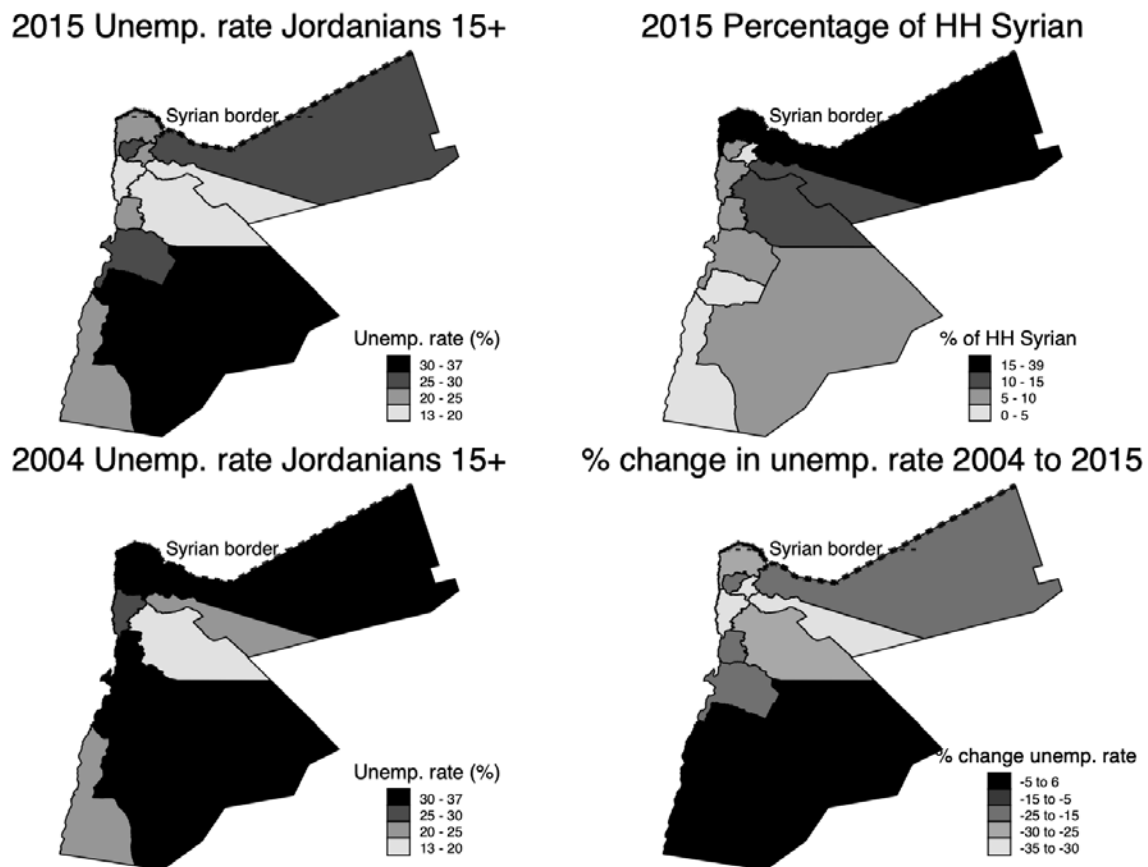 2015 Unemp. rate Jordanians 15+
Syrian border
Unemp. rate (%)
30 - 37
25 - 30
20 - 25
13 - 20
2015 Percentage of HH Syrian
Syrian border
% of HH Syrian
15 - 39
10 - 15
5 - 10
0 - 5
2004 Unemp. rate Jordanians 15+
Syrian border
Unemp. rate (%)
30 - 37
25 - 30
20 - 25
13 - 20
% change in unemp. rate 2004 to 2015
Syrian border
% change unemp. rate
-5 to 6
-15 to -5
-25 to -15
-30 to -25
-35 to -30